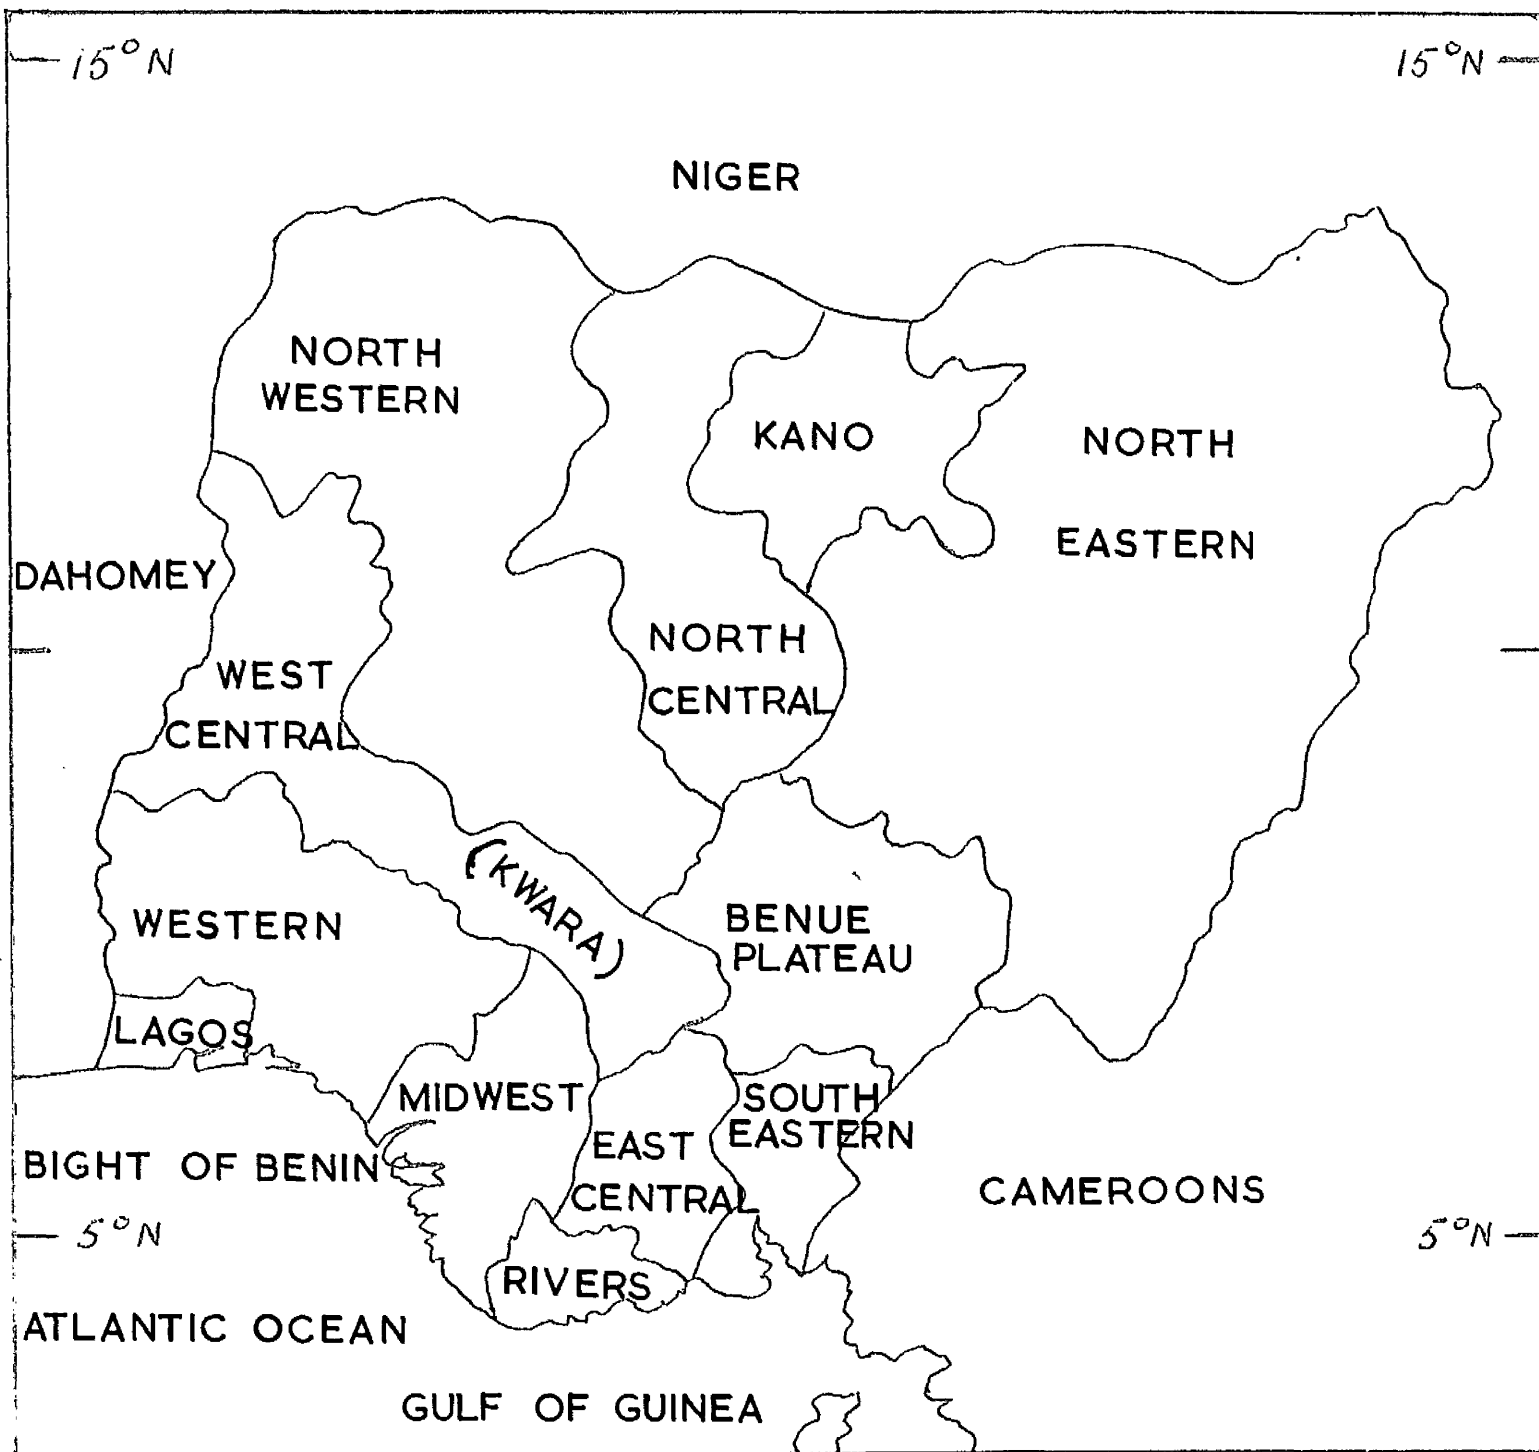 15°N
15°N
NIGER
NORTH
WESTERN
KANO
NORTH
EASTERN
DAHOMEY
NORTH
CENTRAL
WEST
CENTRAL
(KWARA)
WESTERN
BENUE
PLATEAU
LAGOS
MIDWEST
SOUTH
EASTERN
EAST
CENTRAL
BIGHT OF BENIN
CAMEROONS
5°N
5°N
RIVERS
ATLANTIC OCEAN
GULF OF GUINEA